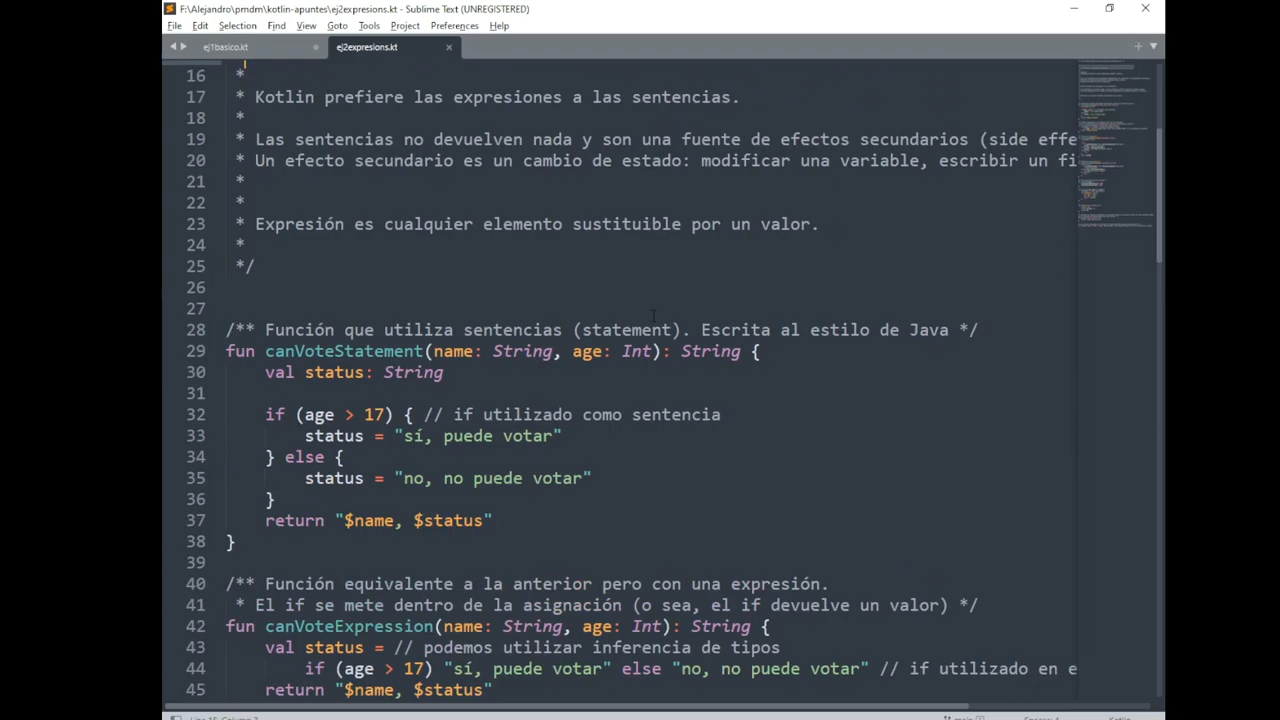 F:\Alejandro\pmdm\kotlin-apuntes\ej2expresions.kt - Sublime Text (UNREGISTERED)
File Edit Selection Find View Goto Tools Project Preferences Help
ej1basico.kt ej2expresions.kt
16 *
17 * Kotlin prefiere las expresiones a las sentencias.
18 *
19 * Las sentencias no devuelven nada y son una fuente de efectos secundarios (side effe
20 * Un efecto secundario es un cambio de estado: modificar una variable, escribir un fi
21 *
22 *
23 * Expresión es cualquier elemento sustituible por un valor.
24 *
25 */
26
27
28 /** Función que utiliza sentencias (statement). Escrita al estilo de Java */
29 fun canVoteStatement(name: String, age: Int): String {
30 val status: String
31
32 if (age > 17) { // if utilizado como sentencia
33 status = "sí, puede votar"
34 } else {
35 status = "no, no puede votar"
36 }
37 return "$name, $status"
38 }
39
40 /** Función equivalente a la anterior pero con una expresión.
41 * El if se mete dentro de la asignación (o sea, el if devuelve un valor) */
42 fun canVoteExpression(name: String, age: Int): String {
43 val status = // podemos utilizar inferencia de tipos
44 if (age > 17) "sí, puede votar" else "no, no puede votar" // if utilizado en e
45 return "$name, $status"